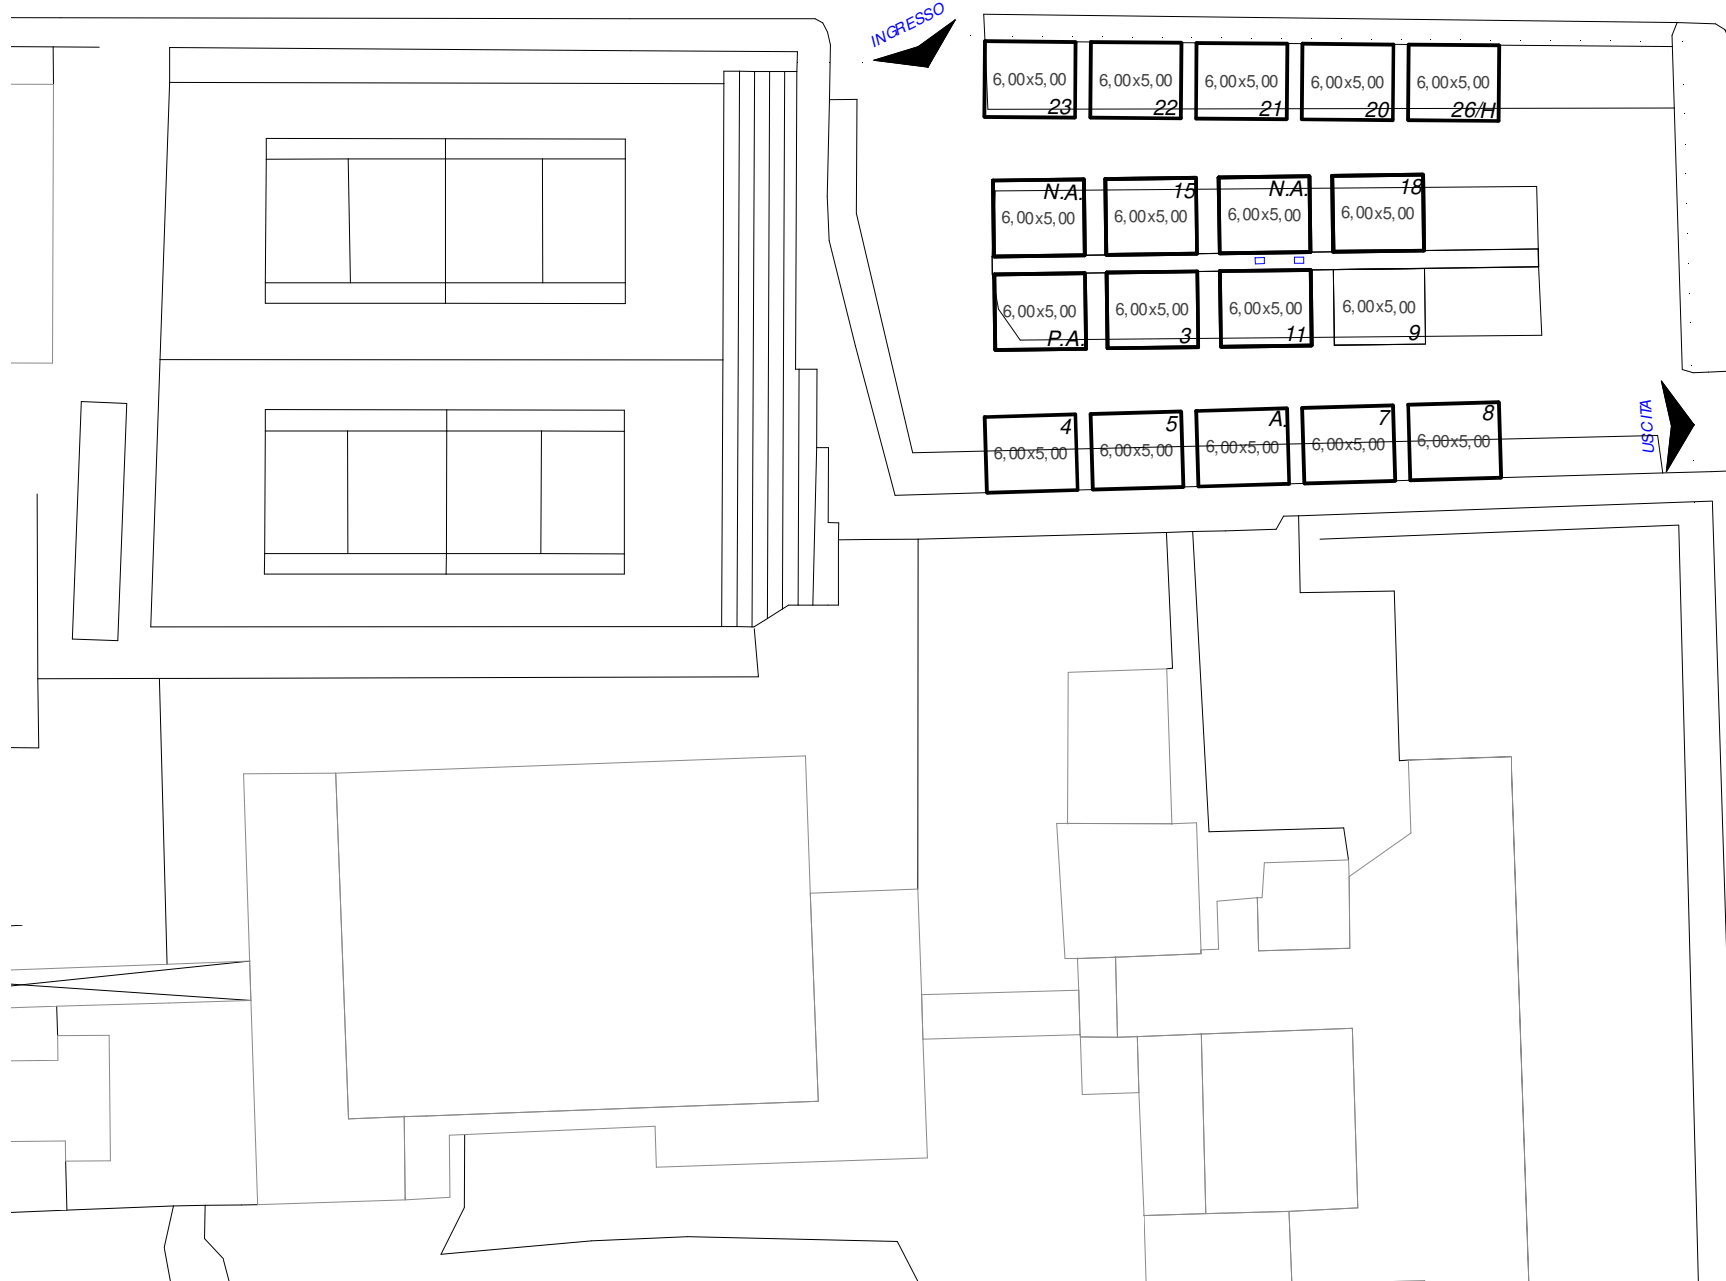 INGRESSO
6,00x5,00 6,00x5,00 6,00x5,00 6,00x5,00 6,00x5,00
23 22 21 20 26/H
N.A. 15 N.A. 18
6,00x5,00 6,00x5,00 6,00x5,00 6,00x5,00
6,00x5,00 6,00x5,00 6,00x5,00 6,00x5,00
P.A. 3 11 9
4 5 A. 7 8
6,00x5,00 6,00x5,00 6,00x5,00 6,00x5,00 6,00x5,00
USCITA